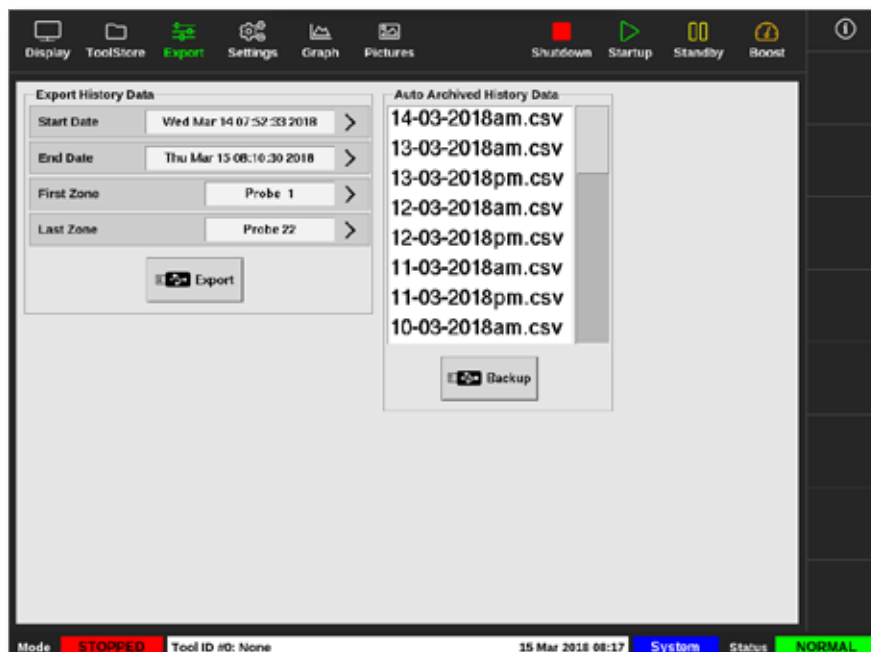 Display ToolStore Export Settings Graph Pictures Shutdown Startup Standby Boost
Export History Data
Start Date Wed Mar 14 07:52:33 2018
End Date Thu Mar 15 08:10:30 2018
First Zone Probe 1
Last Zone Probe 22
Export
Auto Archived History Data
14-03-2018am.csv
13-03-2018am.csv
13-03-2018pm.csv
12-03-2018am.csv
12-03-2018pm.csv
11-03-2018am.csv
11-03-2018pm.csv
10-03-2018am.csv
Backup
Mode STOPPED Tool ID #0: None 15 Mar 2018 08:17 System Status NORMAL